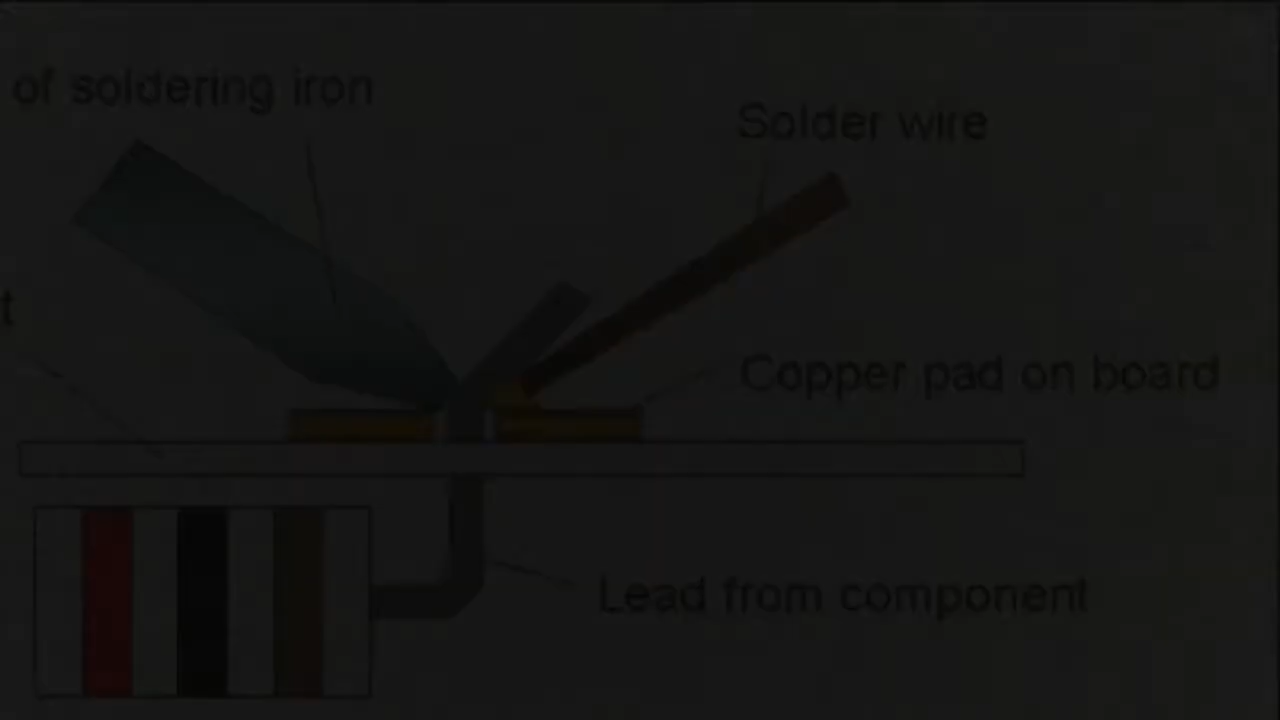 of soldering iron
Solder wire
t
Copper pad on board
Lead from component